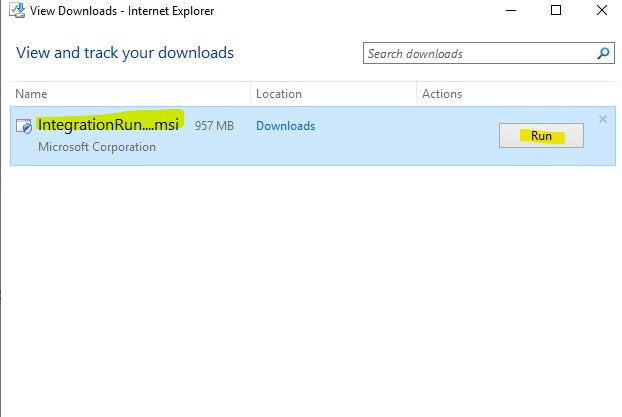 View Downloads - Internet Explorer
View and track your downloads
Search downloads
Name Location Actions
IntegrationRun....msi 957 MB Downloads Run
Microsoft Corporation